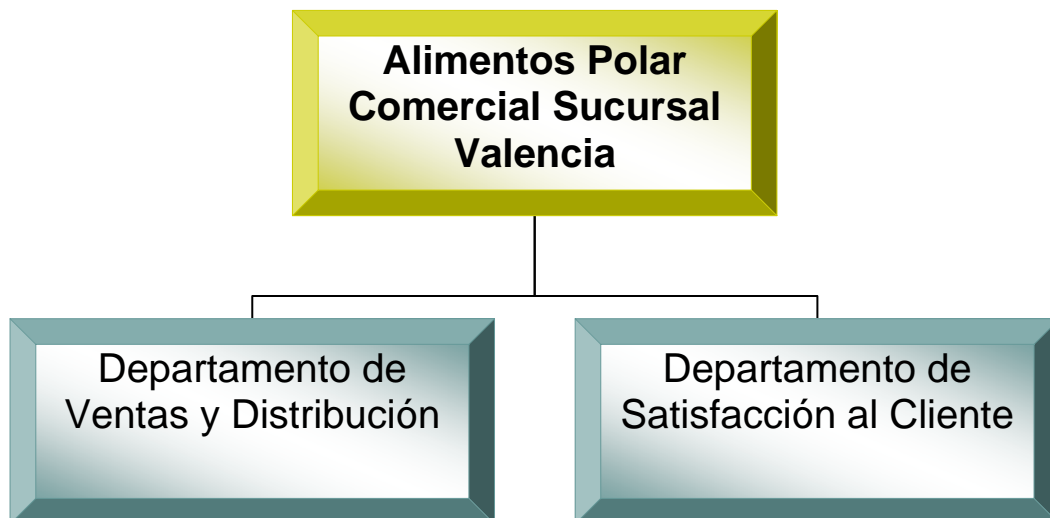 Alimentos Polar
Comercial Sucursal
Valencia
Departamento de
Ventas y Distribución
Departamento de
Satisfacción al Cliente